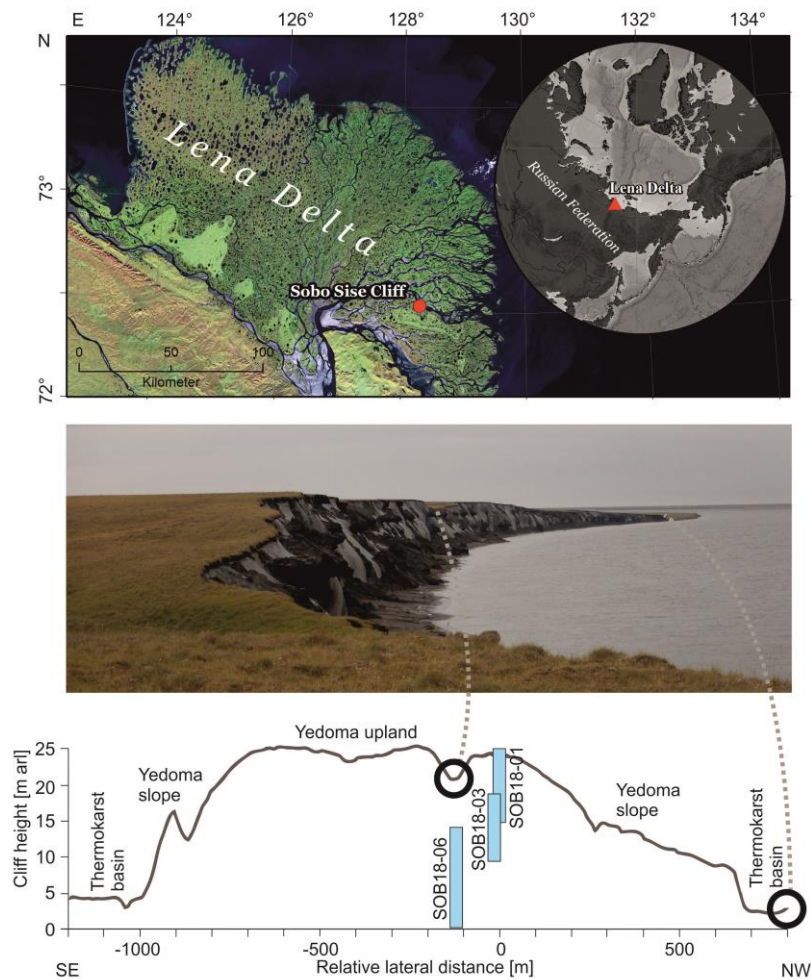 E 124° 126° 128° 130° 132° 134°
N
73°
72°
Lena Delta
Sobo Sise Cliff
0 50 100
Kilometer
Russian Federation
Lena Delta
Yedoma upland
Yedoma
slope
Yedoma
slope
Thermokarst
basin
Thermokarst
basin
SOB18-06
SOB18-03
SOB18-01
Cliff height [m arl]
25
20
15
10
5
0
-1000 -500 0 500
SE Relative lateral distance [m] NW